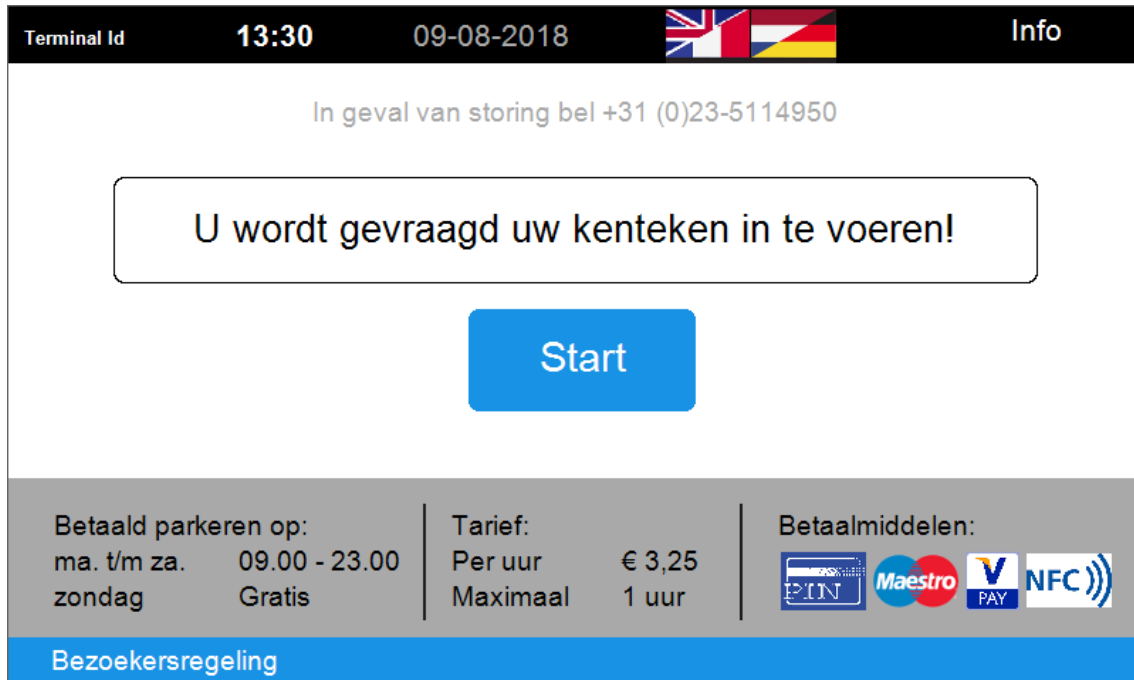 Terminal Id 13:30 09-08-2018 Info
In geval van storing bel +31 (0)23-5114950
U wordt gevraagd uw kenteken in te voeren!
Start
Betaald parkeren op:
ma. t/m za. 09.00 - 23.00
zondag Gratis
Tarief:
Per uur € 3,25
Maximaal 1 uur
Betaalmiddelen:
PIN Maestro V PAY NFC
Bezoekersregeling